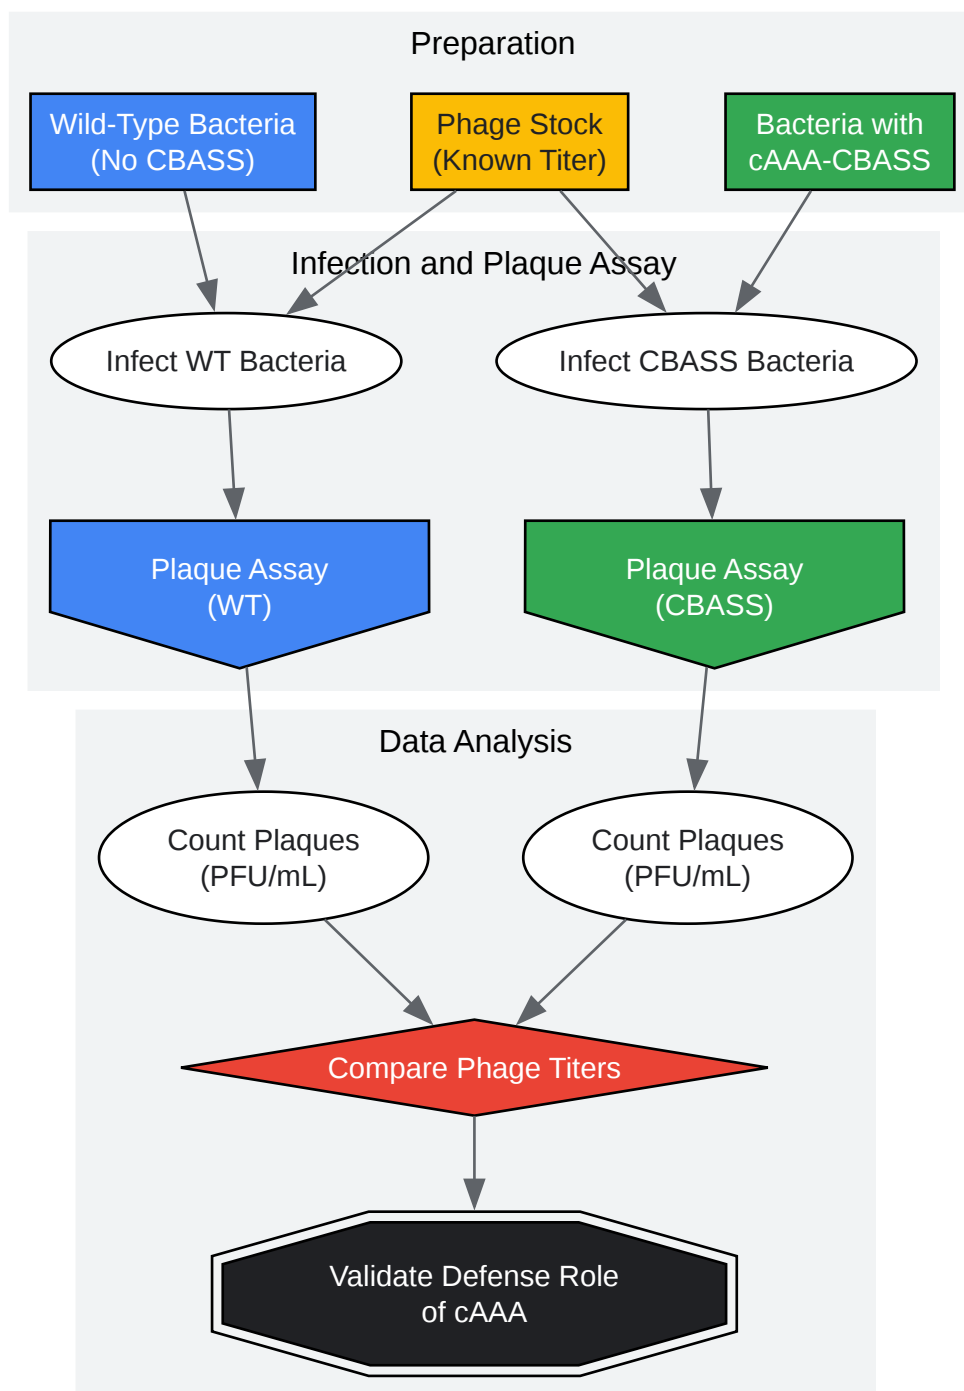 Preparation
Wild-Type Bacteria
(No CBASS)
Phage Stock
(Known Titer)
Bacteria with
cAAA-CBASS
Infection and Plaque Assay
Infect WT Bacteria
Infect CBASS Bacteria
Plaque Assay
(WT)
Plaque Assay
(CBASS)
Data Analysis
Count Plaques
(PFU/mL)
Count Plaques
(PFU/mL)
Compare Phage Titers
Validate Defense Role
of cAAA